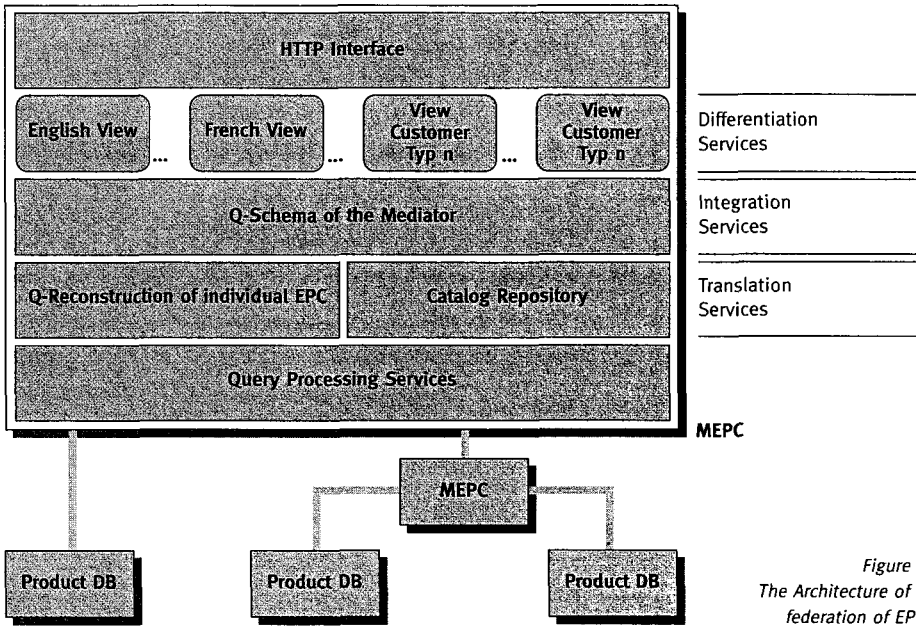 HTTP Interface
English View
...
French View
...
View
Customer
Typ n
...
View
Customer
Typ n
Differentiation
Services
Q-Schema of the Mediator
Integration
Services
Q-Reconstruction of individual EPC
Catalog Repository
Translation
Services
Query Processing Services
MEPC
MEPC
Product DB
Product DB
Product DB
Figure
The Architecture of
federation of EP